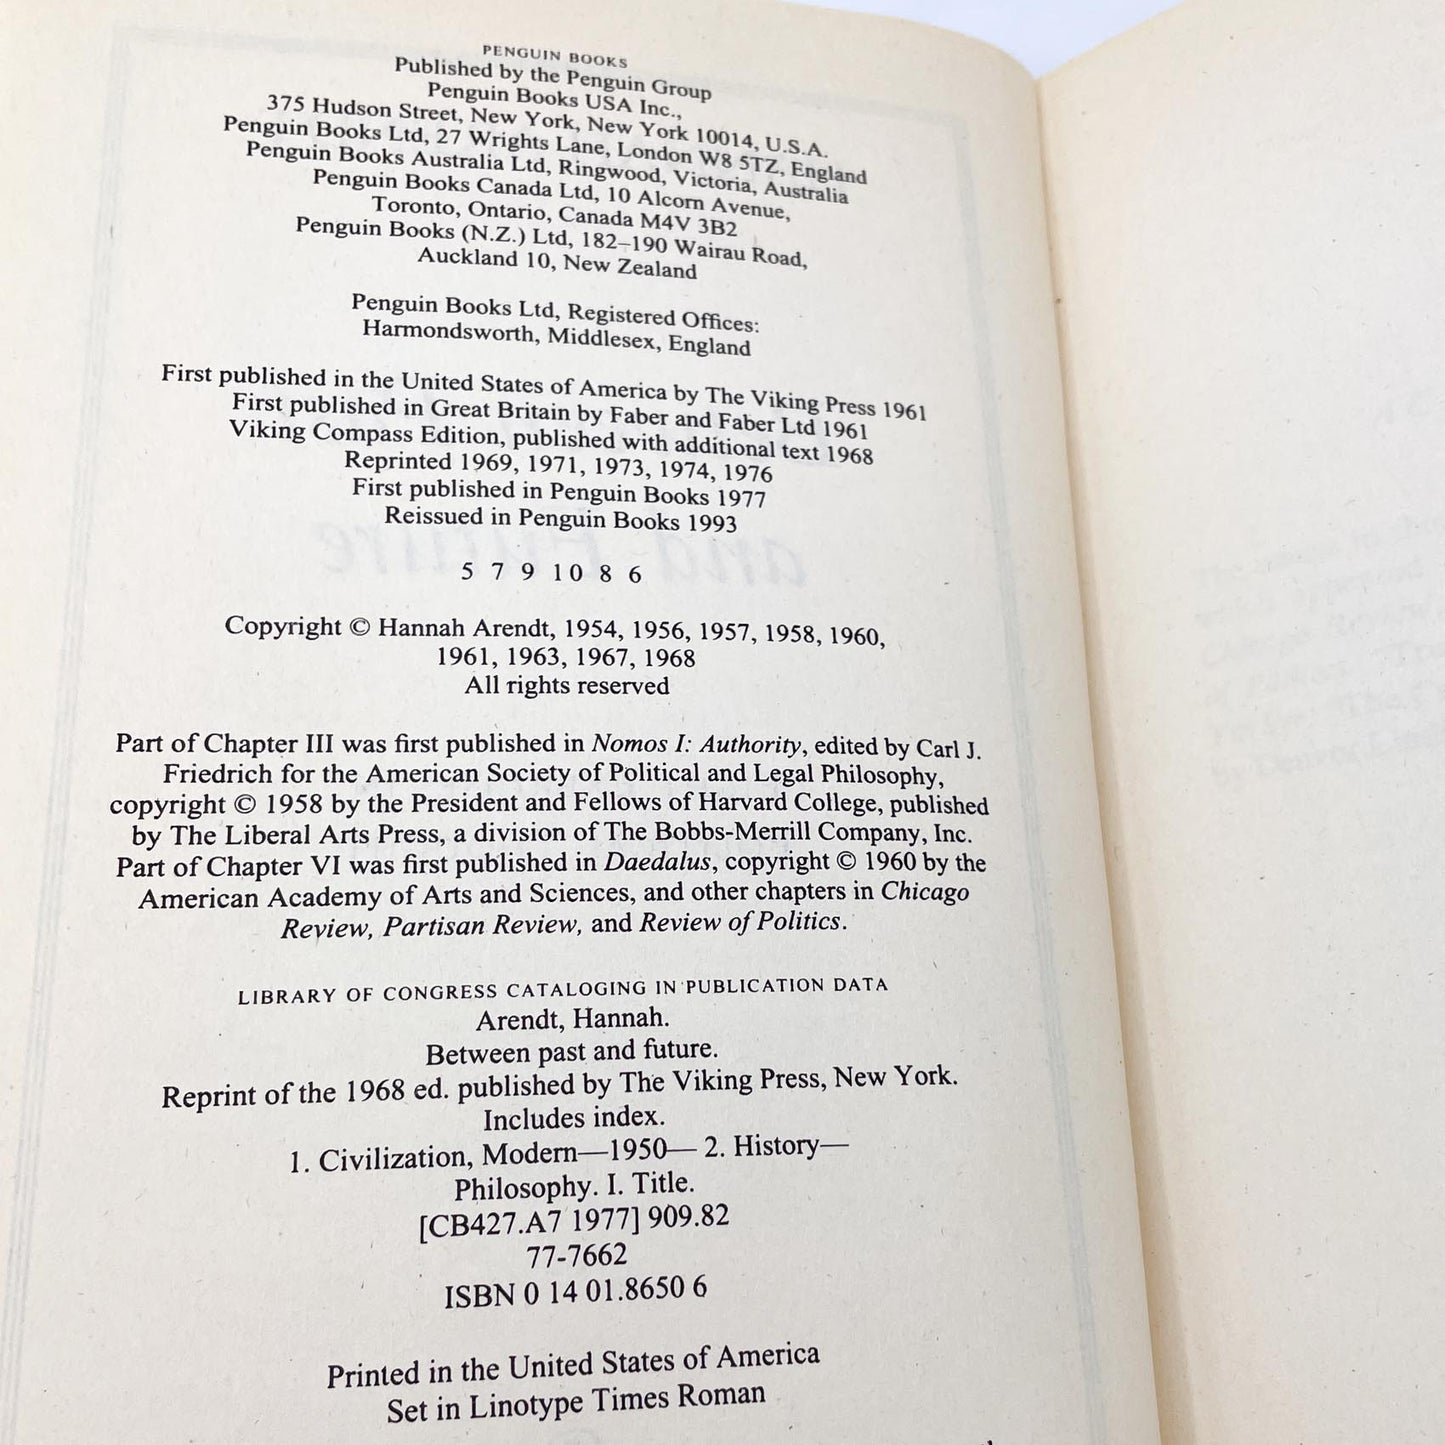 PENGUIN BOOKS
Published by the Penguin Group
Penguin Books USA Inc.,
375 Hudson Street, New York, New York 10014, U.S.A.
Penguin Books Ltd, 27 Wrights Lane, London W8 5TZ, England
Penguin Books Australia Ltd, Ringwood, Victoria, Australia
Penguin Books Canada Ltd, 10 Alcorn Avenue,
Toronto, Ontario, Canada M4V 3B2
Penguin Books (N.Z.) Ltd, 182–190 Wairau Road,
Auckland 10, New Zealand
Penguin Books Ltd, Registered Offices:
Harmondsworth, Middlesex, England
First published in the United States of America by The Viking Press 1961
First published in Great Britain by Faber and Faber Ltd 1961
Viking Compass Edition, published with additional text 1968
Reprinted 1969, 1971, 1973, 1974, 1976
First published in Penguin Books 1977
Reissued in Penguin Books 1993
5 7 9 10 8 6
Copyright © Hannah Arendt, 1954, 1956, 1957, 1958, 1960,
1961, 1963, 1967, 1968
All rights reserved
Part of Chapter III was first published in Nomos I: Authority, edited by Carl J.
Friedrich for the American Society of Political and Legal Philosophy,
copyright © 1958 by the President and Fellows of Harvard College, published
by The Liberal Arts Press, a division of The Bobbs-Merrill Company, Inc.
Part of Chapter VI was first published in Daedalus, copyright © 1960 by the
American Academy of Arts and Sciences, and other chapters in Chicago
Review, Partisan Review, and Review of Politics.
LIBRARY OF CONGRESS CATALOGING IN PUBLICATION DATA
Arendt, Hannah.
Between past and future.
Reprint of the 1968 ed. published by The Viking Press, New York.
Includes index.
1. Civilization, Modern—1950— 2. History—
Philosophy. I. Title.
[CB427.A7 1977] 909.82
77-7662
ISBN 0 14 01.8650 6
Printed in the United States of America
Set in Linotype Times Roman